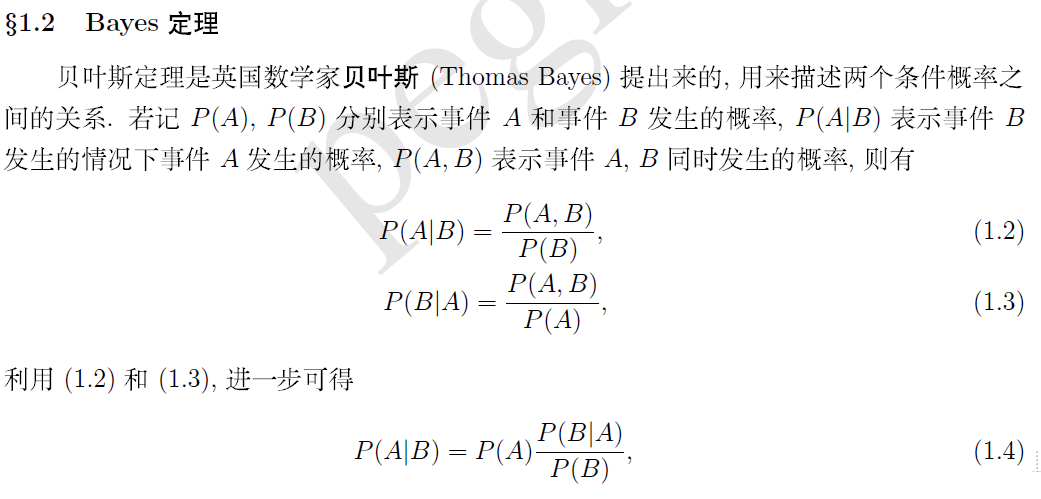 §1.2 Bayes 定理
贝叶斯定理是英国数学家贝叶斯 (Thomas Bayes) 提出来的, 用来描述两个条件概率之
间的关系. 若记 P(A), P(B) 分别表示事件 A 和事件 B 发生的概率, P(A|B) 表示事件 B
发生的情况下事件 A 发生的概率, P(A, B) 表示事件 A, B 同时发生的概率, 则有
P(A|B) = \frac{P(A, B)}{P(B)}, (1.2)
P(B|A) = \frac{P(A, B)}{P(A)}, (1.3)
利用 (1.2) 和 (1.3), 进一步可得
P(A|B) = P(A)\frac{P(B|A)}{P(B)}, (1.4)